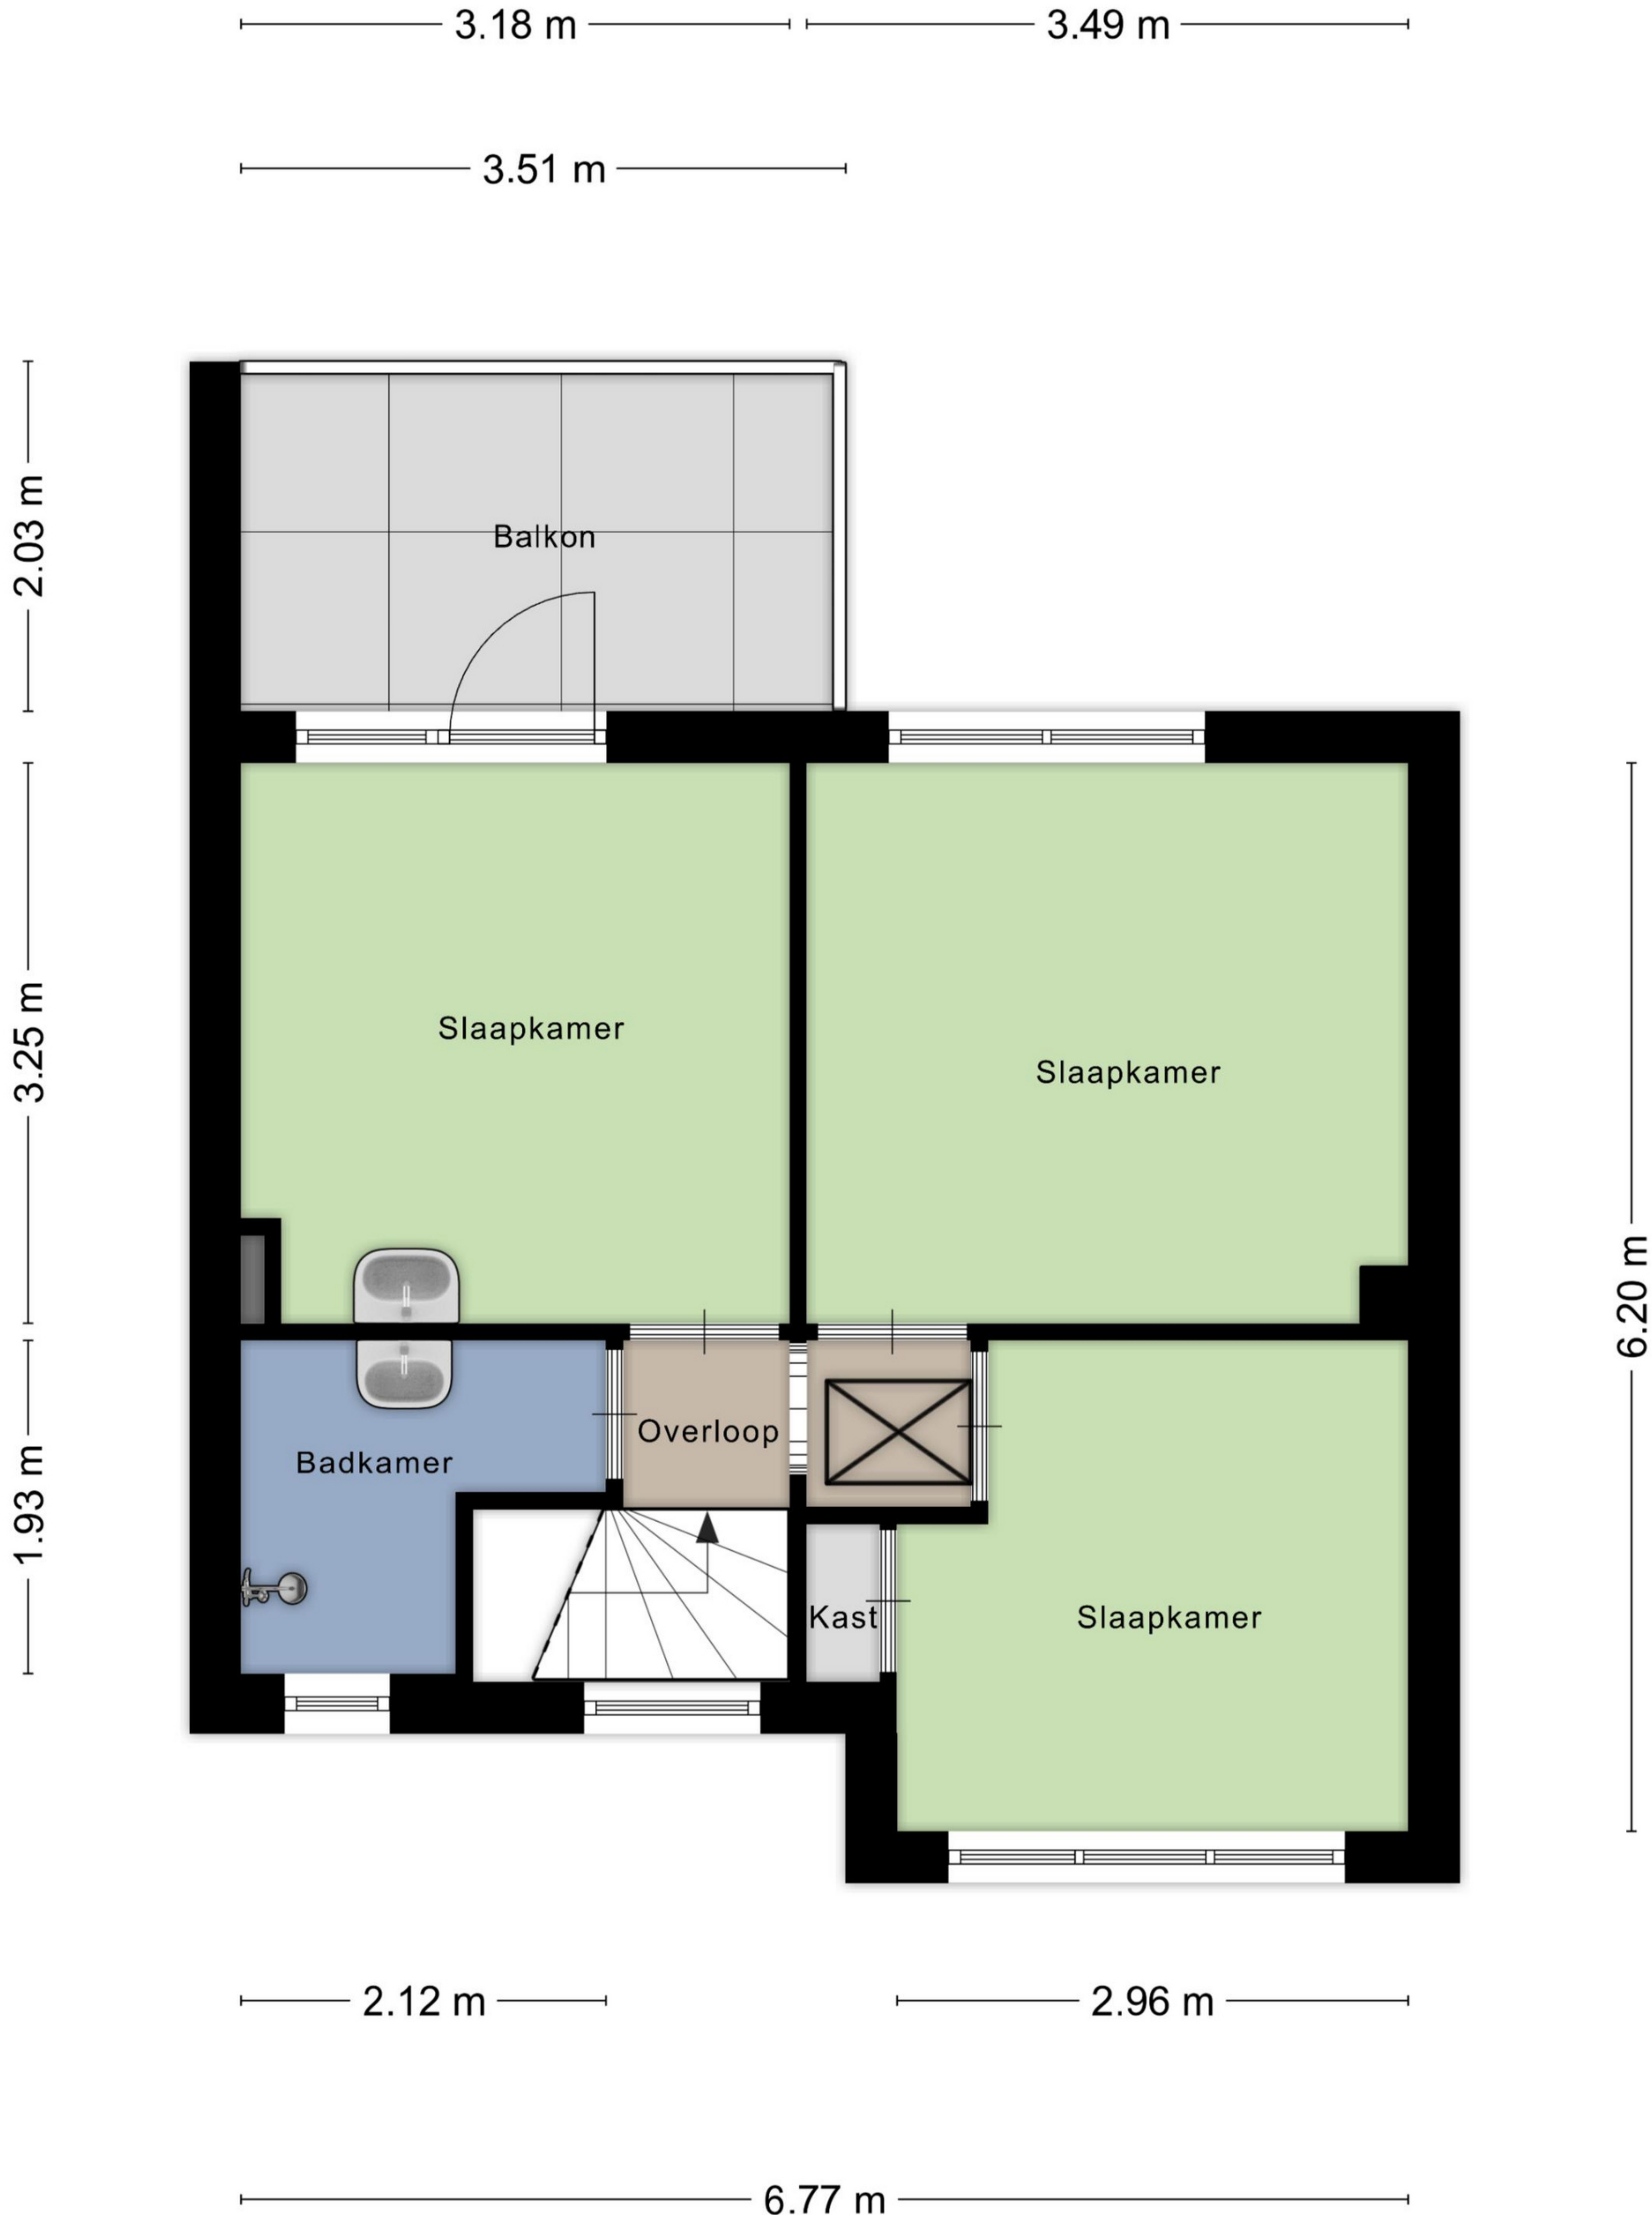 3.18 m
3.49 m
3.51 m
2.03 m
Balkon
3.25 m
Slaapkamer
Slaapkamer
6.20 m
1.93 m
Badkamer
Overloop
Kast
Slaapkamer
2.12 m
2.96 m
6.77 m